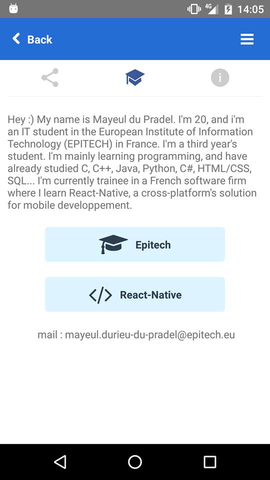 4G 14:05
Back
Hey :) My name is Mayeul du Pradel. I'm 20, and i'm
an IT student in the European Institute of Information
Technology (EPITECH) in France. I'm a third year's
student. I'm mainly learning programming, and have
already studied C, C++, Java, Python, C#, HTML/CSS,
SQL... I'm currently trainee in a French software firm
where I learn React-Native, a cross-platform's solution
for mobile developpement.
Epitech
React-Native
mail : mayeul.durieu-du-pradel@epitech.eu